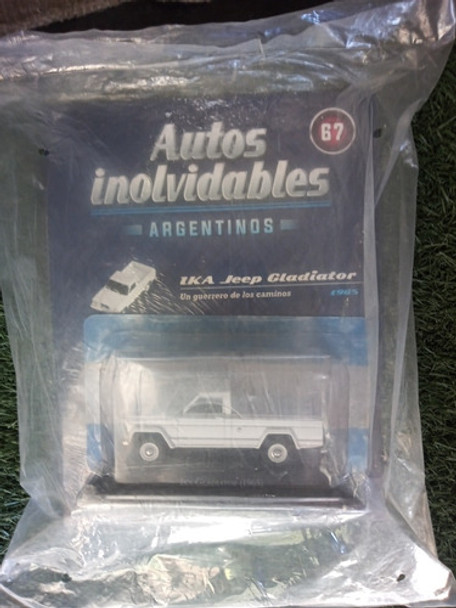 67
Autos
inolvidables
ARGENTINOS
IKA Jeep Gladiator
Un guerrero de los caminos